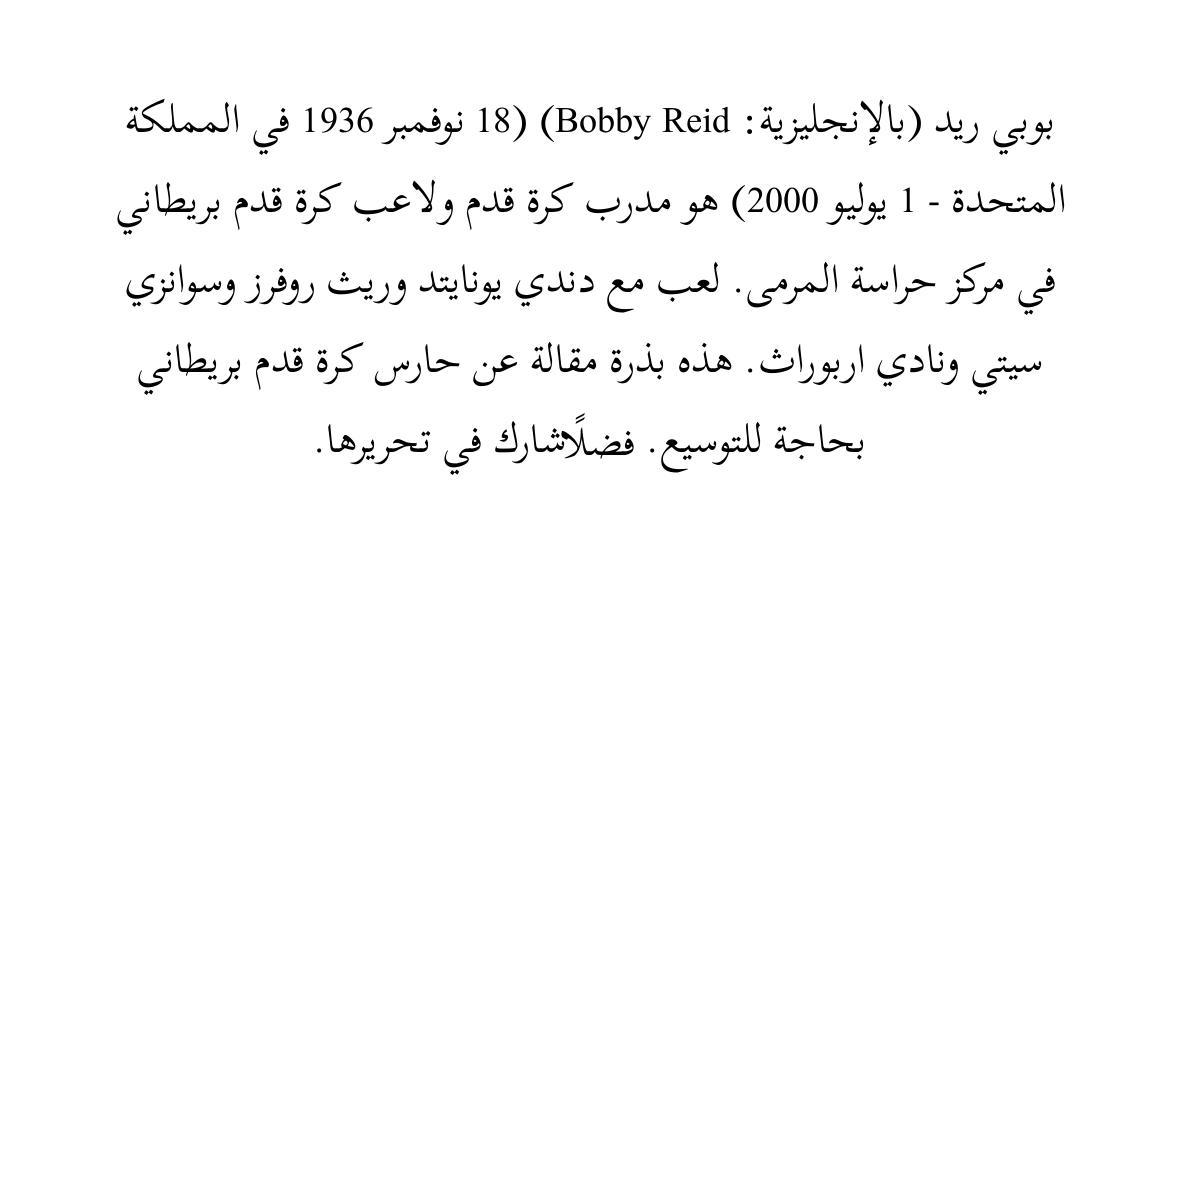 بوبي ريد (بالإنجليزية: Bobby Reid) (18 نوفمبر 1936 في المملكة
المتحدة - 1 يوليو 2000) هو مدرب كرة قدم ولاعب كرة قدم بريطاني
في مركز حراسة المرمى. لعب مع دندي يونايتد وريث روفرز وسوانزي
سيتي ونادي اربوراث. هذه بذرة مقالة عن حارس كرة قدم بريطاني
بحاجة للتوسيع. فضلًاشارك في تحريرها.